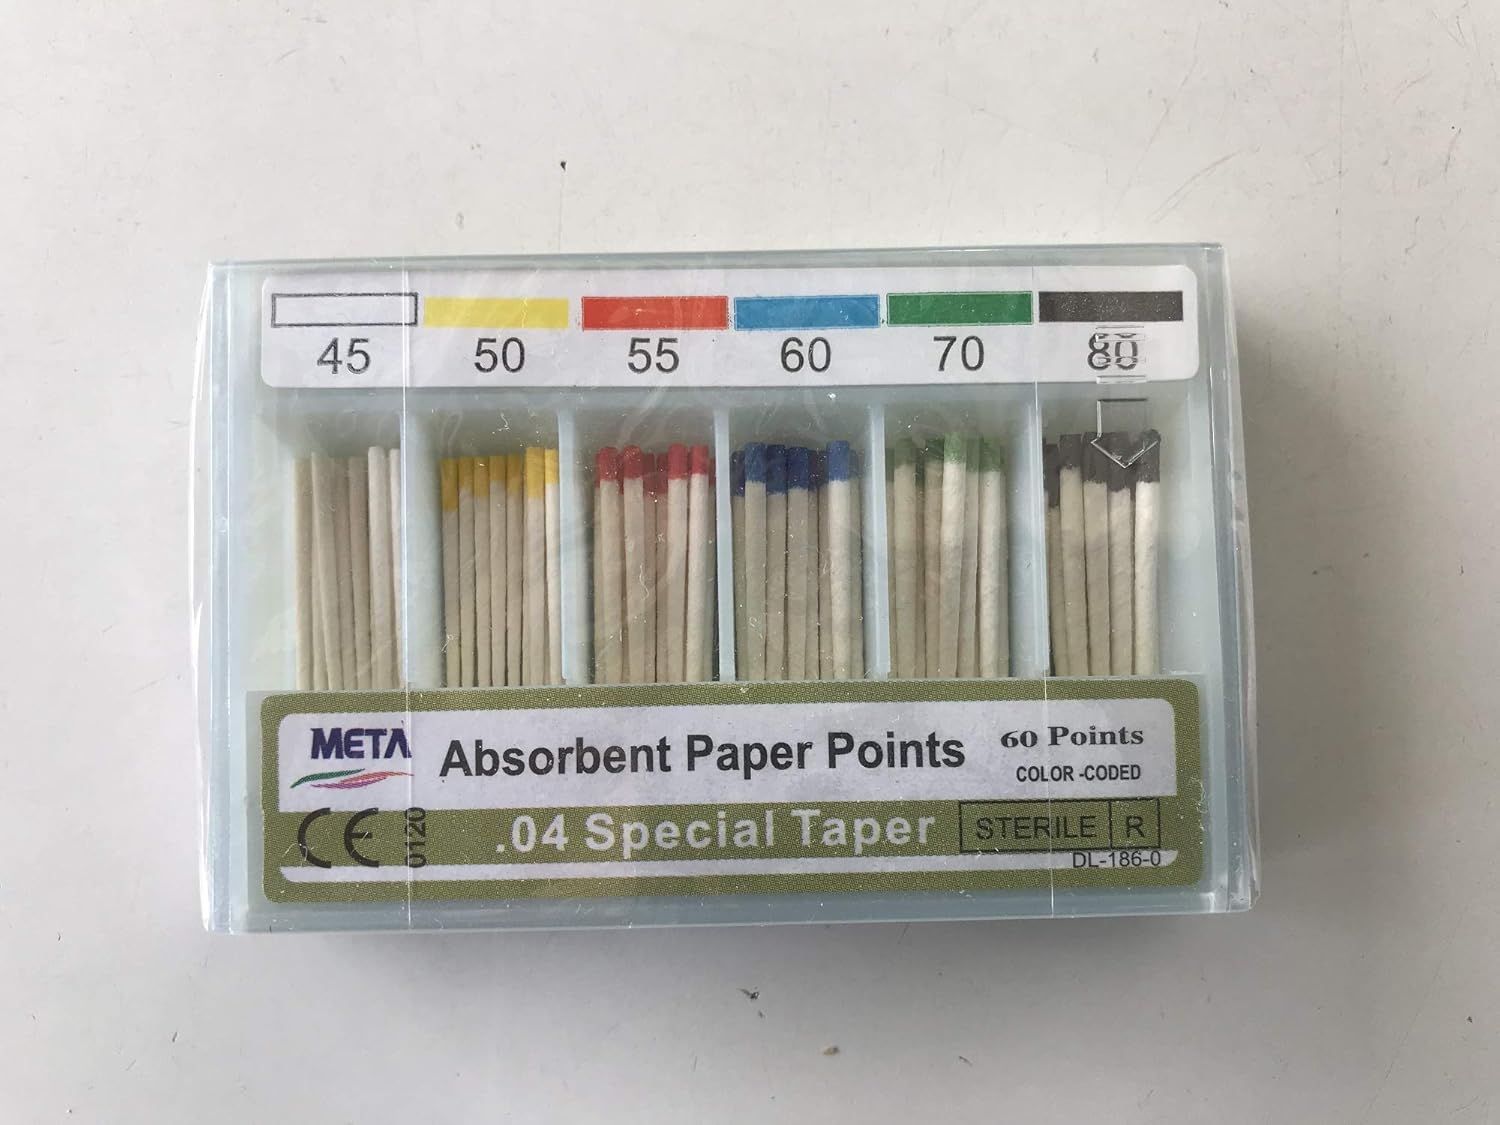 45 50 55 60 70 80
META
Absorbent Paper Points
60 Points
COLOR -CODED
CE 0120
.04 Special Taper
STERILE R
DL-186-0